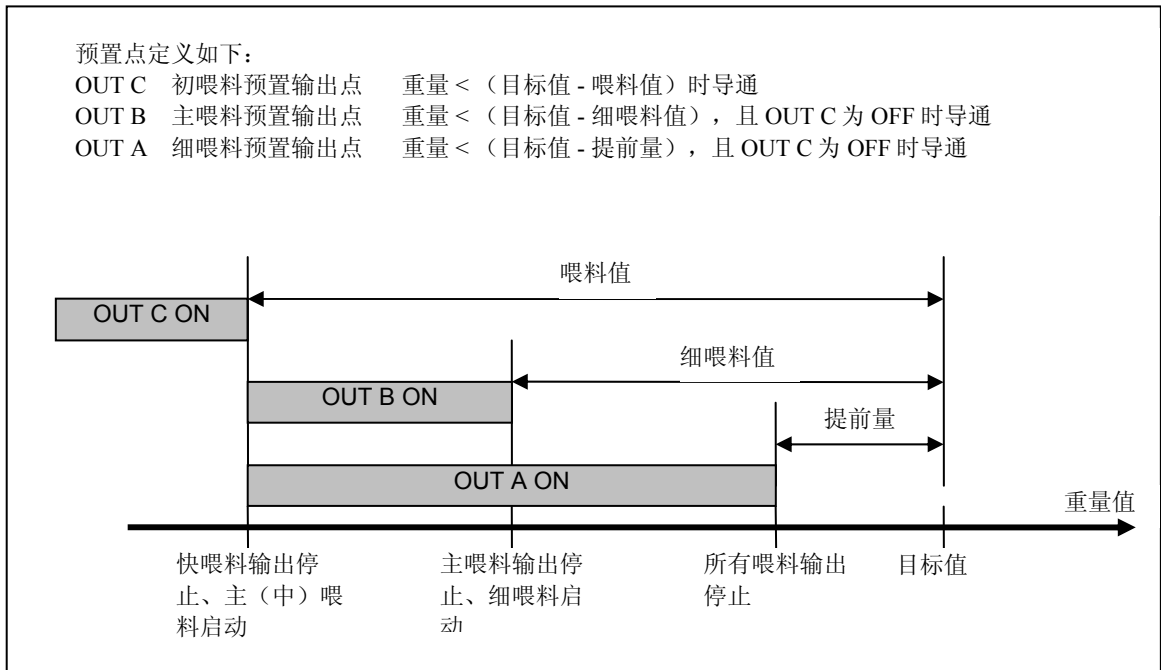 预置点定义如下：
OUT C 初喂料预置输出点 重量 < （目标值 - 喂料值）时导通
OUT B 主喂料预置输出点 重量 < （目标值 - 细喂料值），且 OUT C 为 OFF 时导通
OUT A 细喂料预置输出点 重量 < （目标值 - 提前量），且 OUT C 为 OFF 时导通
喂料值
OUT C ON
细喂料值
OUT B ON
提前量
OUT A ON
重量值
快喂料输出停
止、主（中）喂
料启动
主喂料输出停
止、细喂料启
动
所有喂料输出
停止
目标值